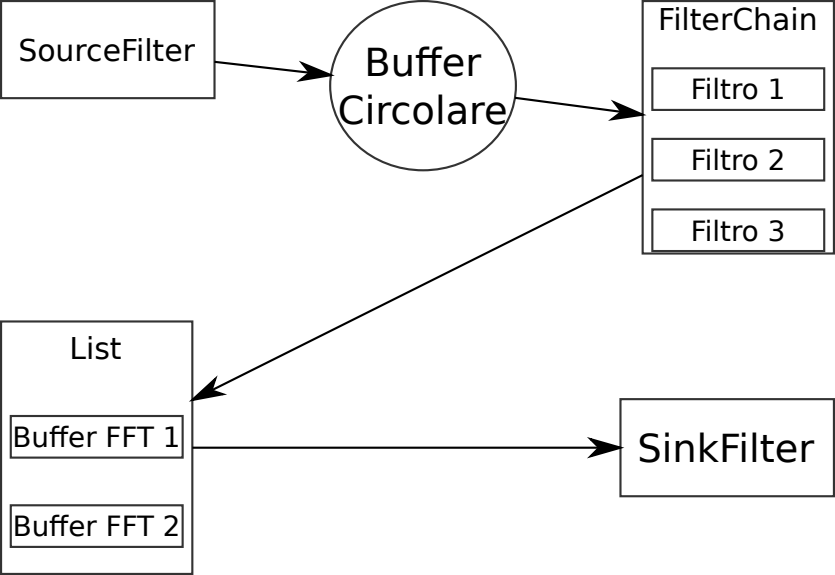 SourceFilter
Buffer
Circolare
FilterChain
Filtro 1
Filtro 2
Filtro 3
List
Buffer FFT 1
Buffer FFT 2
SinkFilter